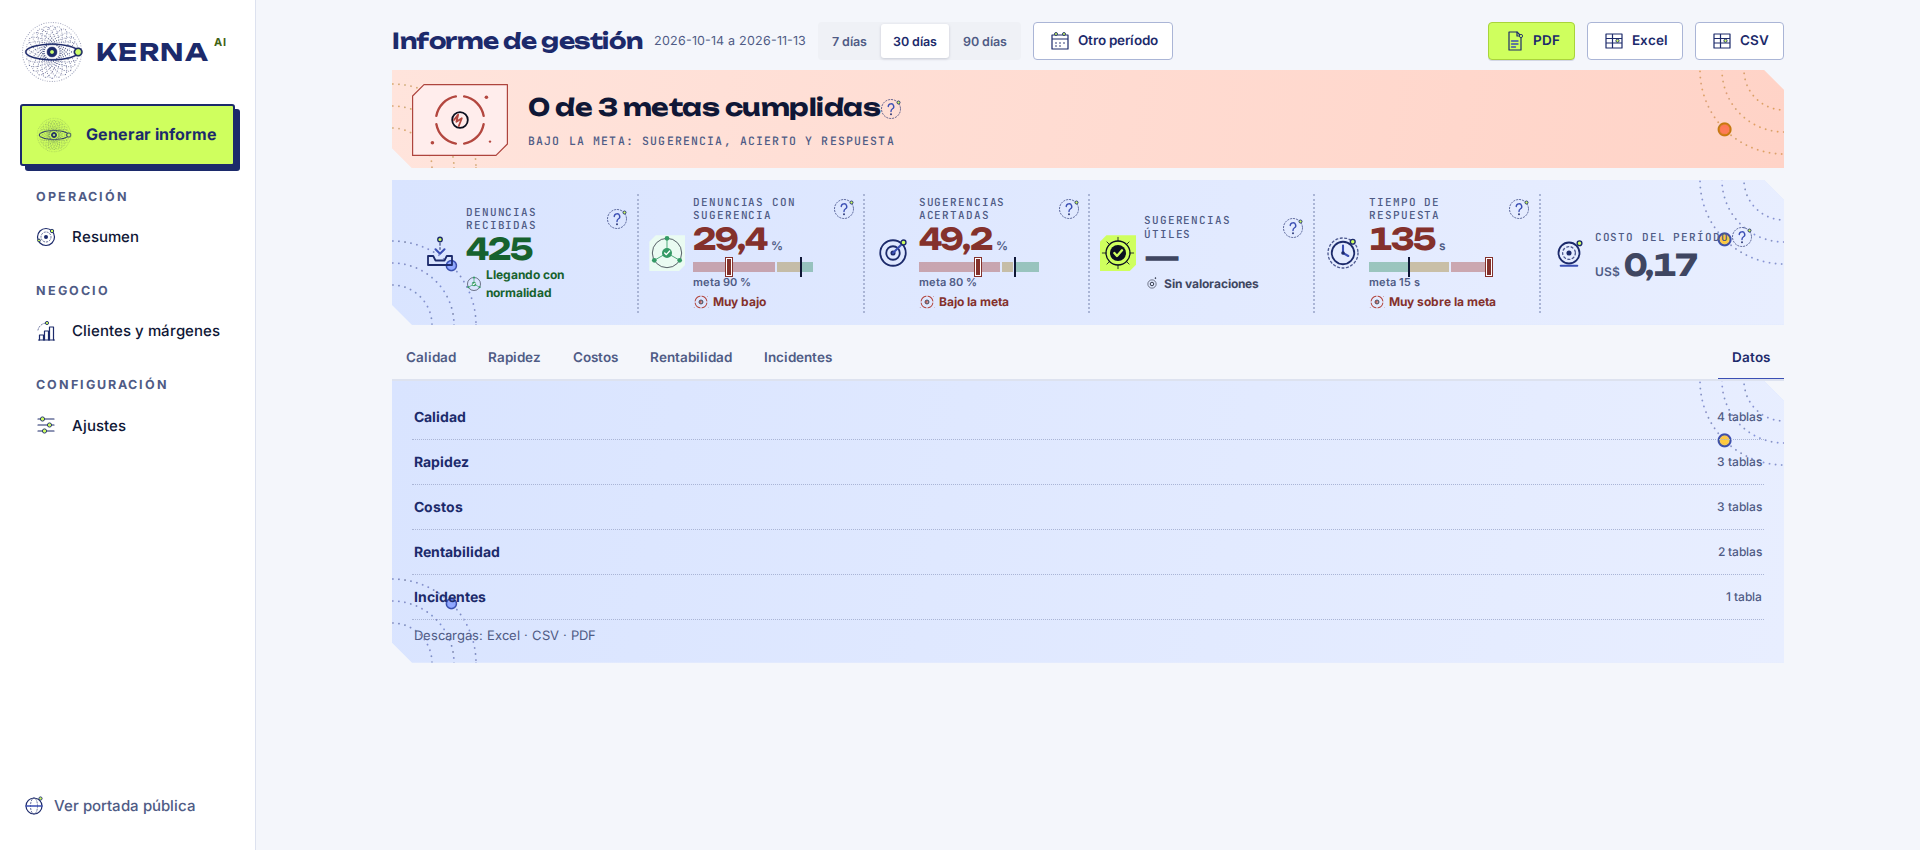 KERNA AI
Generar informe
OPERACIÓN
Resumen
NEGOCIO
Clientes y márgenes
CONFIGURACIÓN
Ajustes
Ver portada pública
Informe de gestión 2026-10-14 a 2026-11-13 7 días 30 días 90 días Otro período PDF Excel CSV
0 de 3 metas cumplidas ?
BAJO LA META: SUGERENCIA, ACIERTO Y RESPUESTA
DENUNCIAS
RECIBIDAS
?
425
Llegando con
normalidad
DENUNCIAS CON
SUGERENCIA
?
29,4 %
meta 90 %
Muy bajo
SUGERENCIAS
ACERTADAS
?
49,2 %
meta 80 %
Bajo la meta
SUGERENCIAS
ÚTILES
?
—
Sin valoraciones
TIEMPO DE
RESPUESTA
?
135 s
meta 15 s
Muy sobre la meta
COSTO DEL PERÍODO ?
US$ 0,17
Calidad Rapidez Costos Rentabilidad Incidentes Datos
Calidad 4 tablas
Rapidez 3 tablas
Costos 3 tablas
Rentabilidad 2 tablas
Incidentes 1 tabla
Descargas: Excel · CSV · PDF